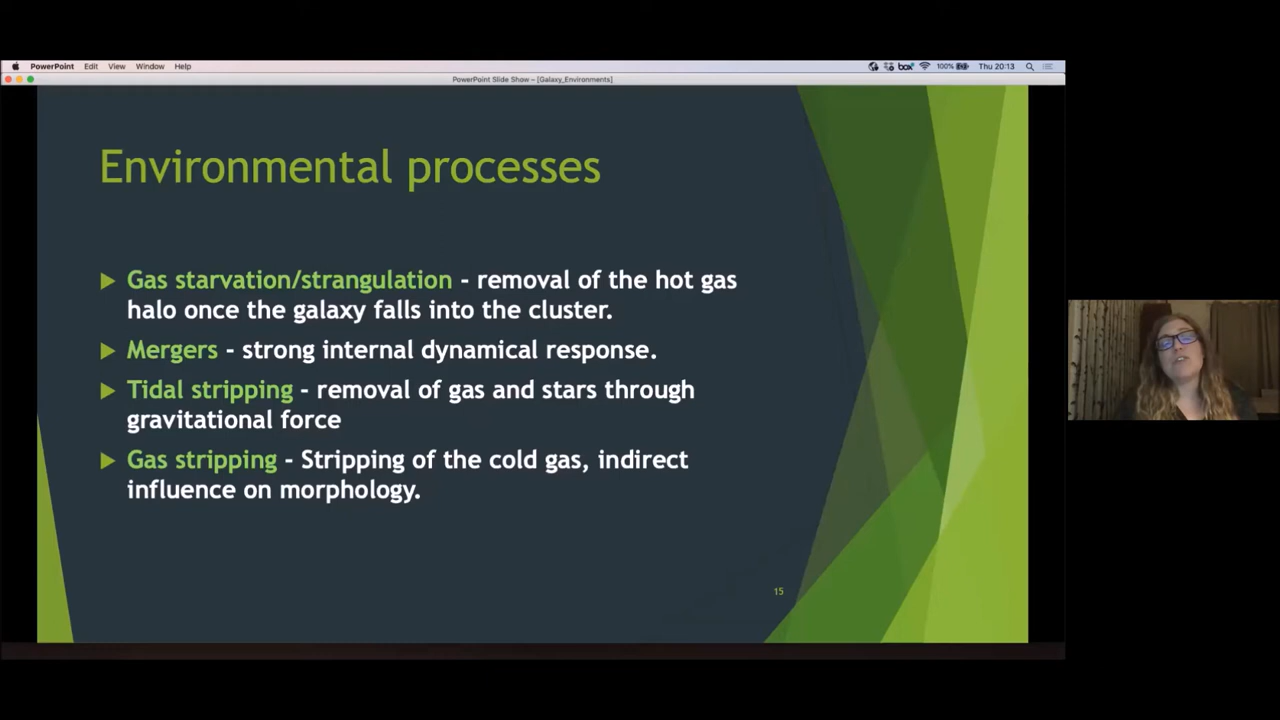 PowerPoint Edit View Window Help box 100% Thu 20:13
PowerPoint Slide Show - [Galaxy_Environments]
Environmental processes
Gas starvation/strangulation - removal of the hot gas
halo once the galaxy falls into the cluster.
Mergers - strong internal dynamical response.
Tidal stripping - removal of gas and stars through
gravitational force
Gas stripping - Stripping of the cold gas, indirect
influence on morphology.
15